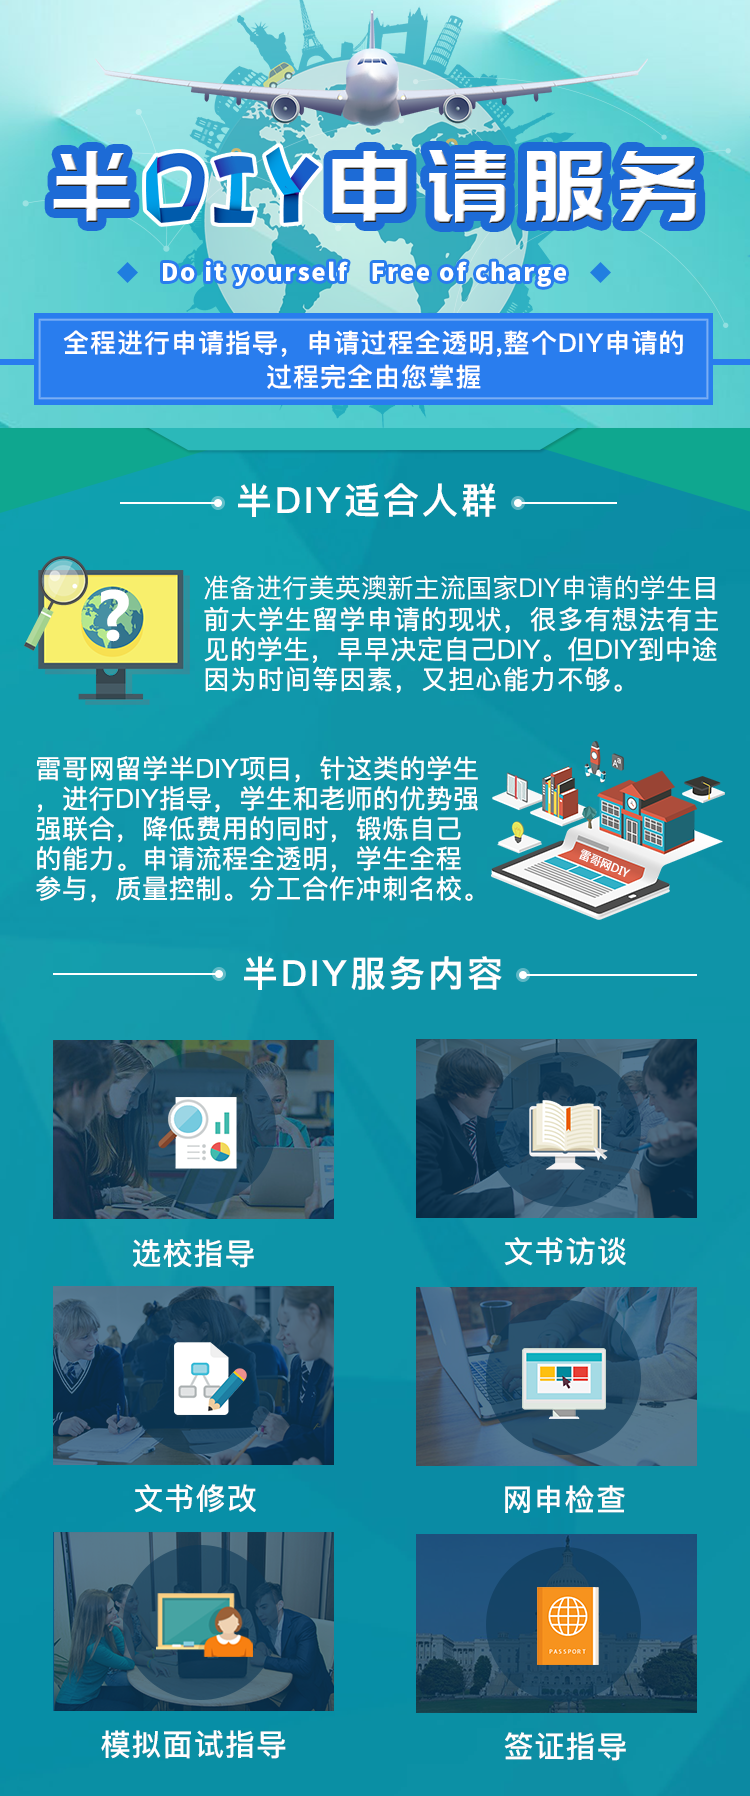 半DIY申请服务
Do it yourself Free of charge
全程进行申请指导，申请过程全透明,整个DIY申请的
过程完全由您掌握
半DIY适合人群
准备进行美英澳新主流国家DIY申请的学生目
前大学生留学申请的现状，很多有想法有主
见的学生，早早决定自己DIY。但DIY到中途
因为时间等因素，又担心能力不够。
雷哥网留学半DIY项目，针这类的学生
，进行DIY指导，学生和老师的优势强
强联合，降低费用的同时，锻炼自己
的能力。申请流程全透明，学生全程
参与，质量控制。分工合作冲刺名校。
雷哥网DIY
半DIY服务内容
选校指导
文书访谈
文书修改
网申检查
PASSPORT
模拟面试指导
签证指导